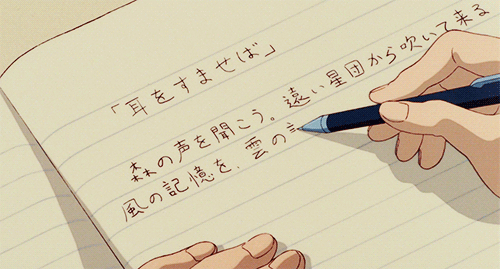 「耳をすませば」
森の声を聞こう。遠い星団から吹いて来る
風の記憶を、雲の